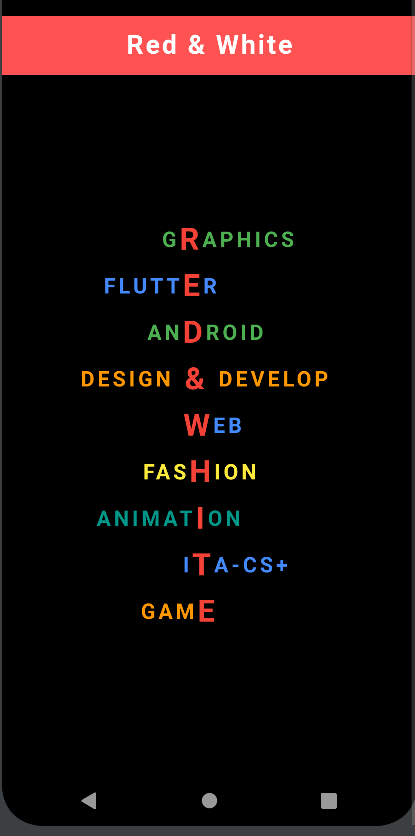 Red & White
GRAPHICS
FLUTTER
ANDROID
DESIGN & DEVELOP
WEB
FASHION
ANIMATION
ITA-CS+
GAME